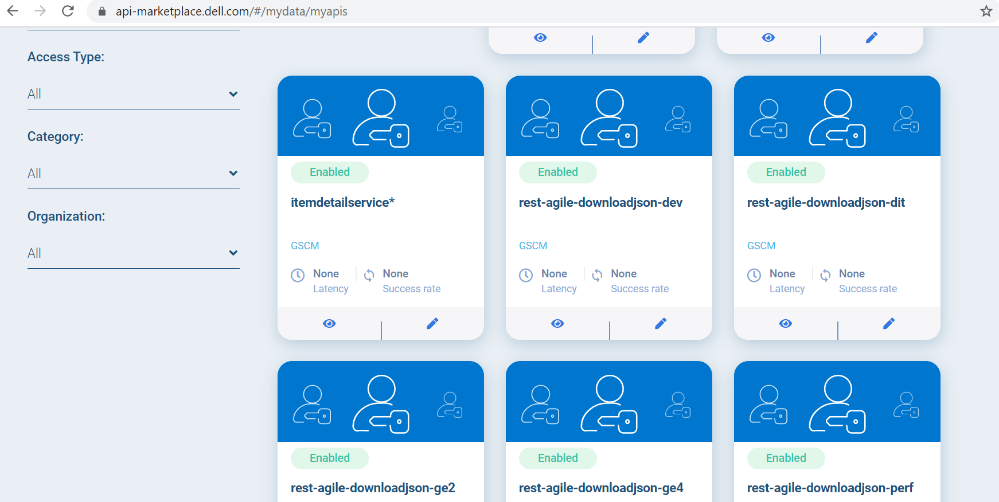 api-marketplace.dell.com/#/mydata/myapis
Access Type:
All
Category:
All
Organization:
All
Enabled
itemdetailservice*
GSCM
None
Latency
None
Success rate
Enabled
rest-agile-downloadjson-dev
GSCM
None
Latency
None
Success rate
Enabled
rest-agile-downloadjson-dit
GSCM
None
Latency
None
Success rate
Enabled
rest-agile-downloadjson-ge2
Enabled
rest-agile-downloadjson-ge4
Enabled
rest-agile-downloadjson-perf